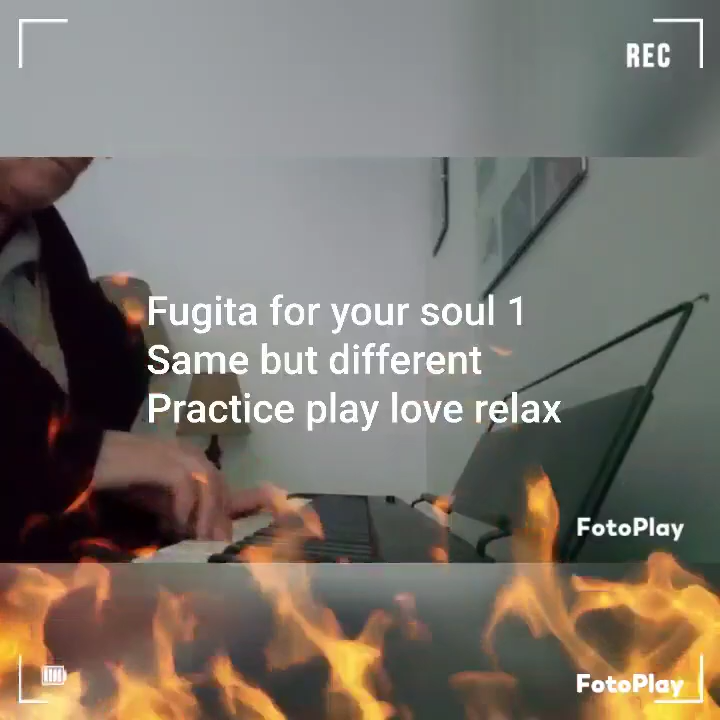 REC
Fugita for your soul 1
Same but different
Practice play love relax
FotoPlay
FotoPlay